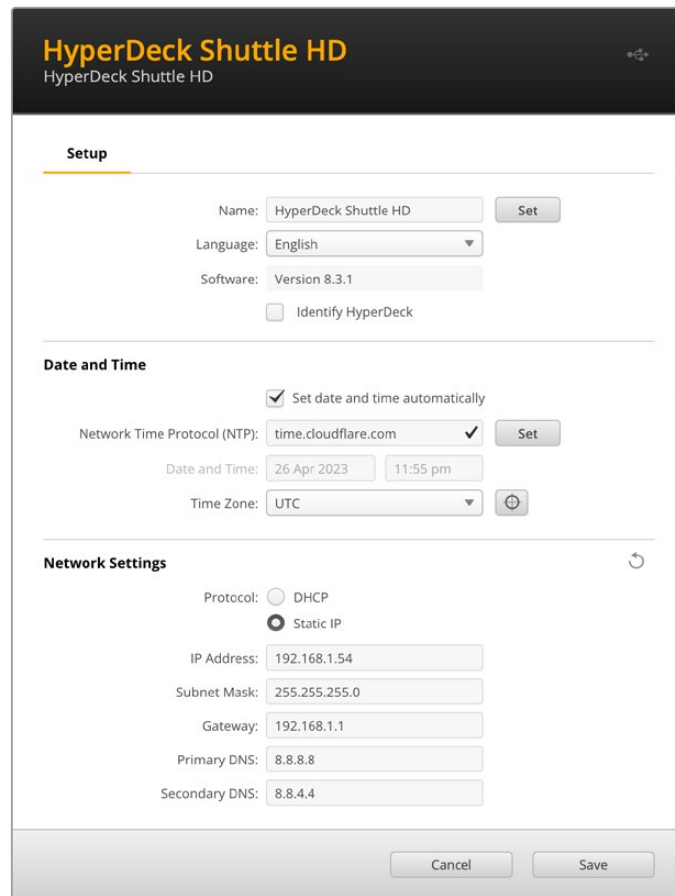 HyperDeck Shuttle HD
HyperDeck Shuttle HD
Setup
Name: HyperDeck Shuttle HD Set
Language: English
Software: Version 8.3.1
Identify HyperDeck
Date and Time
Set date and time automatically
Network Time Protocol (NTP): time.cloudflare.com Set
Date and Time: 26 Apr 2023 11:55 pm
Time Zone: UTC
Network Settings
Protocol: DHCP
Static IP
IP Address: 192.168.1.54
Subnet Mask: 255.255.255.0
Gateway: 192.168.1.1
Primary DNS: 8.8.8.8
Secondary DNS: 8.8.4.4
Cancel Save